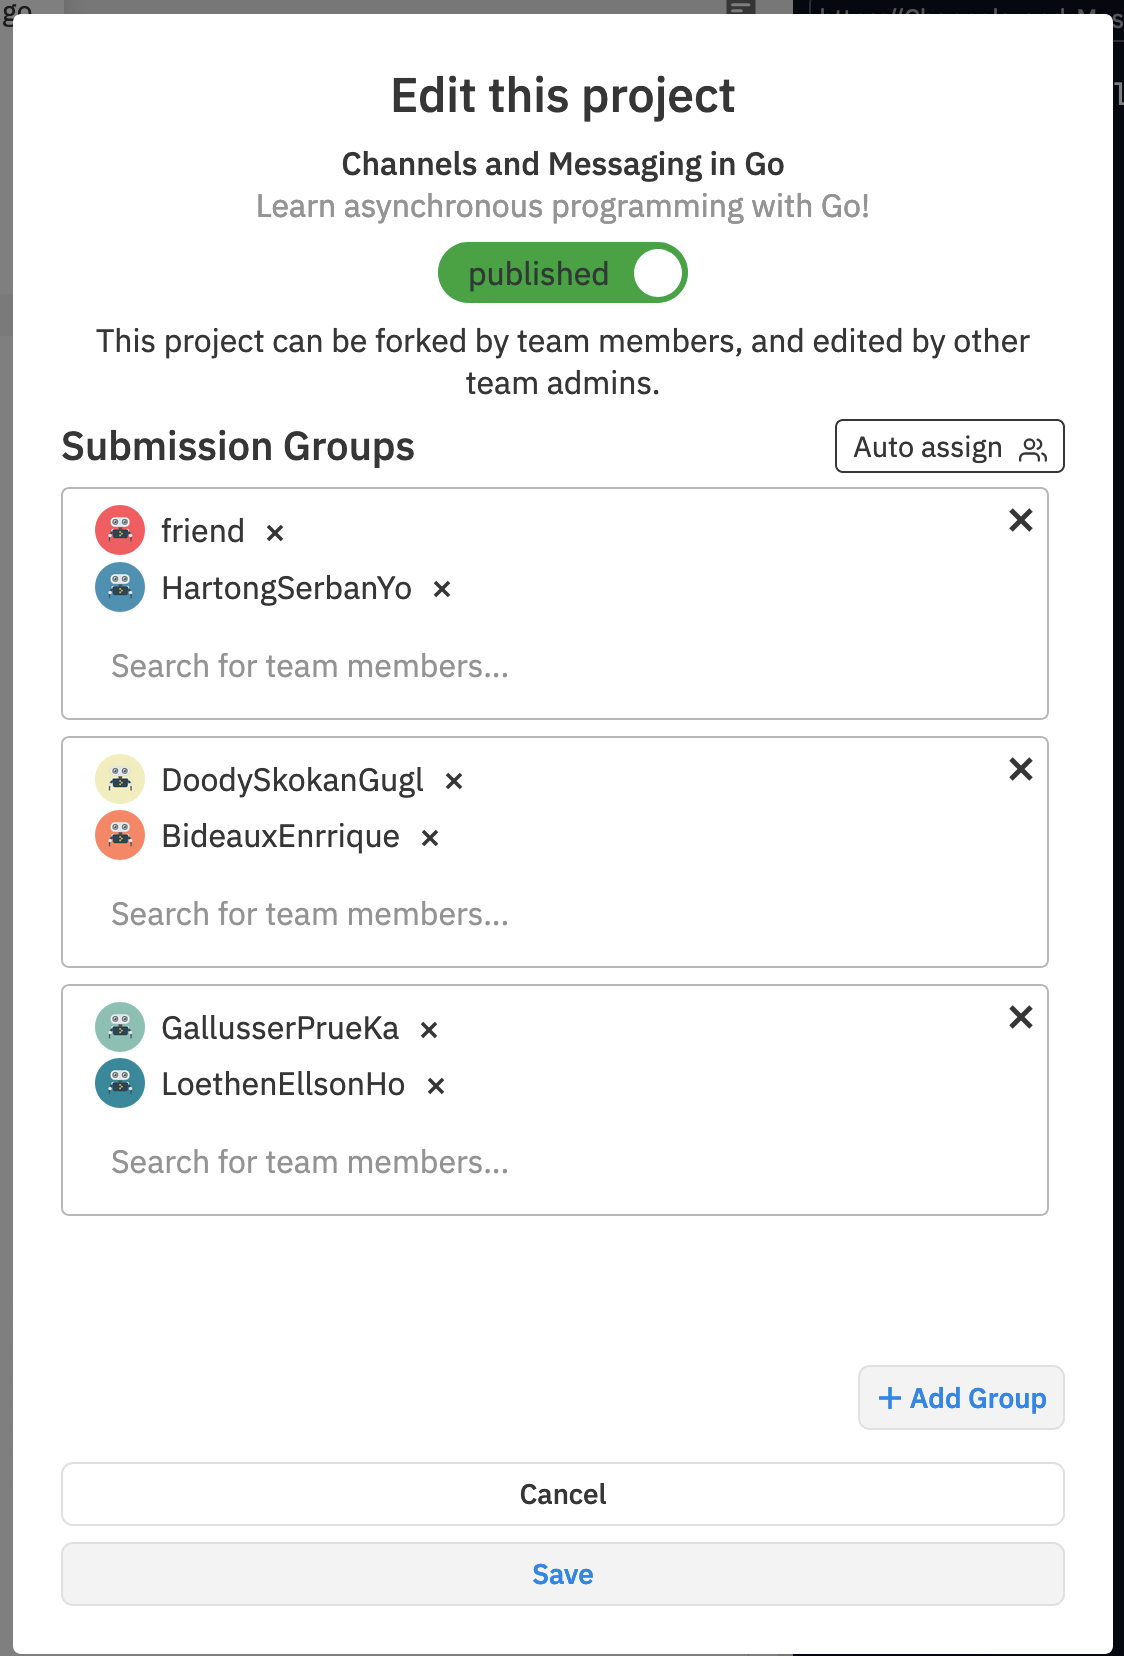 go
Edit this project
Channels and Messaging in Go
Learn asynchronous programming with Go!
published
This project can be forked by team members, and edited by other
team admins.
Submission Groups
Auto assign
friend ×
HartongSerbanYo ×
Search for team members...
DoodySkokanGugl ×
BideauxEnrrique ×
Search for team members...
GallusserPrueKa ×
LoethenEllsonHo ×
Search for team members...
+ Add Group
Cancel
Save